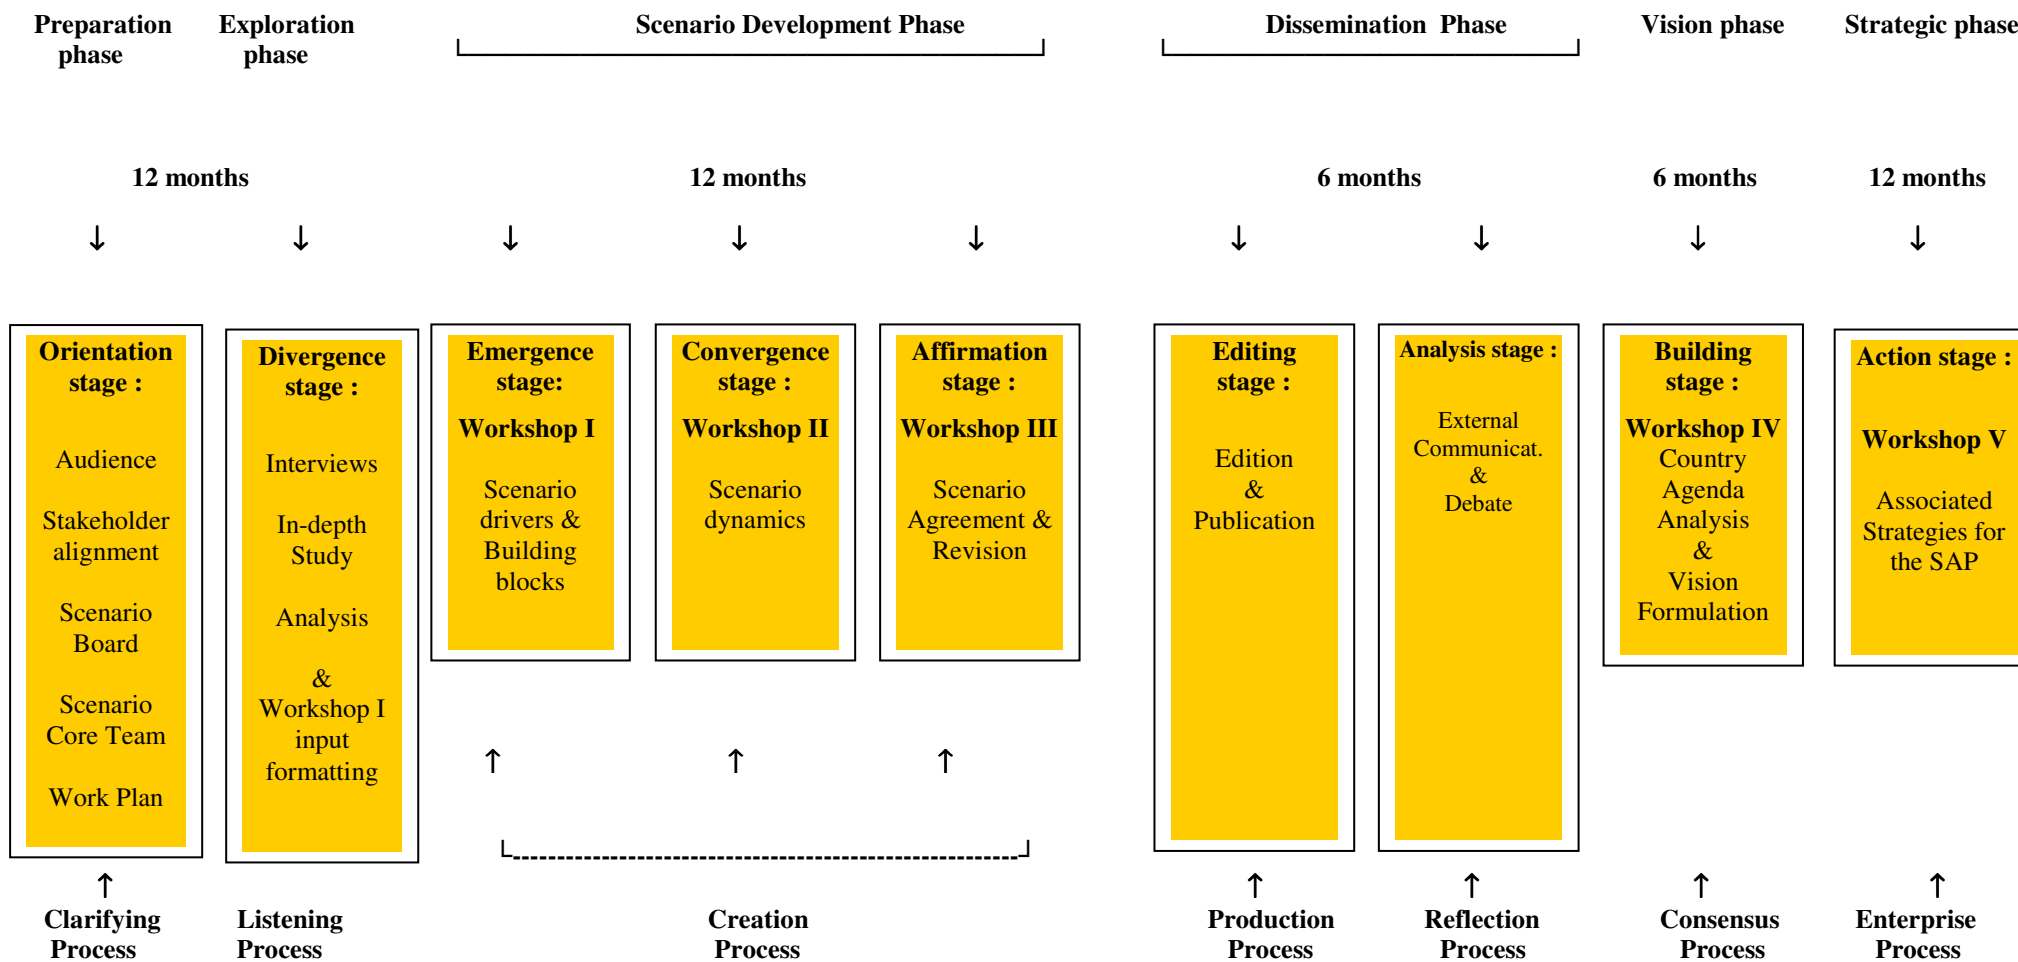 Preparation phase
Exploration phase
Scenario Development Phase
Dissemination Phase
Vision phase
Strategic phase
12 months
12 months
6 months
6 months
12 months
↓ ↓ ↓ ↓ ↓ ↓ ↓ ↓ ↓
Orientation
stage :
Audience
Stakeholder
alignment
Scenario
Board
Scenario
Core Team
Work Plan
Divergence
stage :
Interviews
In-depth
Study
Analysis
&
Workshop I
input
formatting
Emergence
stage:
Workshop I
Scenario
drivers &
Building
blocks
Convergence
stage :
Workshop II
Scenario
dynamics
Affirmation
stage :
Workshop III
Scenario
Agreement &
Revision
Editing
stage :
Edition
&
Publication
Analysis stage :
External
Communicat.
&
Debate
Building
stage :
Workshop IV
Country
Agenda
Analysis
&
Vision
Formulation
Action stage :
Workshop V
Associated
Strategies for
the SAP
↑ ↑ ↑
↑ ↑ ↑ ↑ ↑
Clarifying
Process
Listening
Process
Creation
Process
Production
Process
Reflection
Process
Consensus
Process
Enterprise
Process